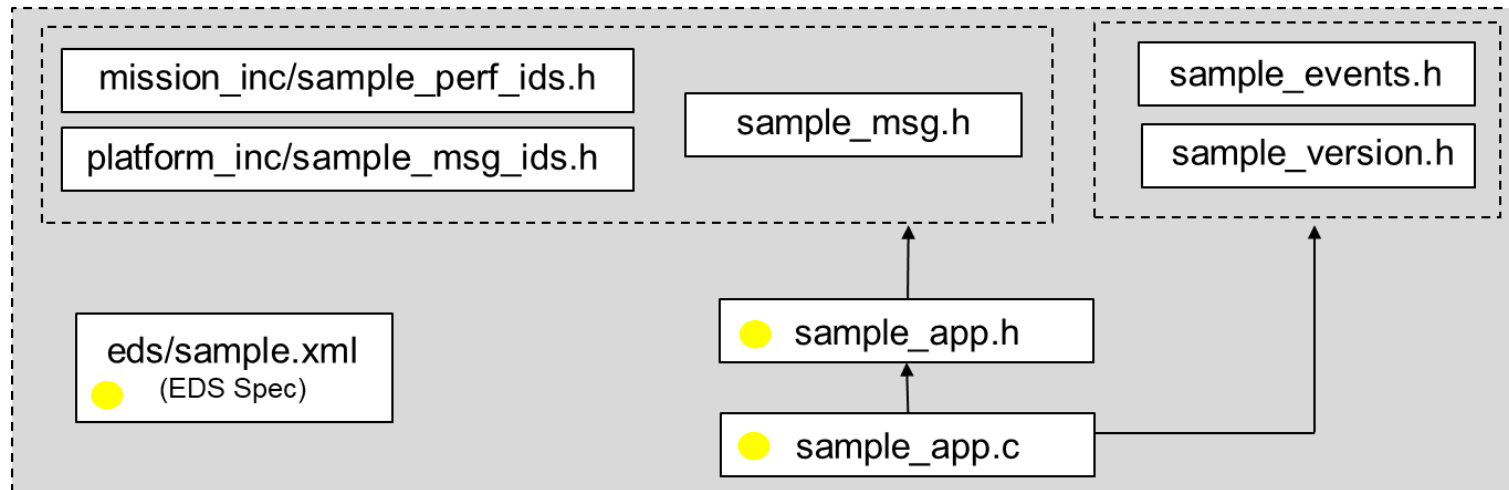 mission_inc/sample_perf_ids.h
platform_inc/sample_msg_ids.h
sample_msg.h
sample_events.h
sample_version.h
eds/sample.xml
(EDS Spec)
sample_app.h
sample_app.c